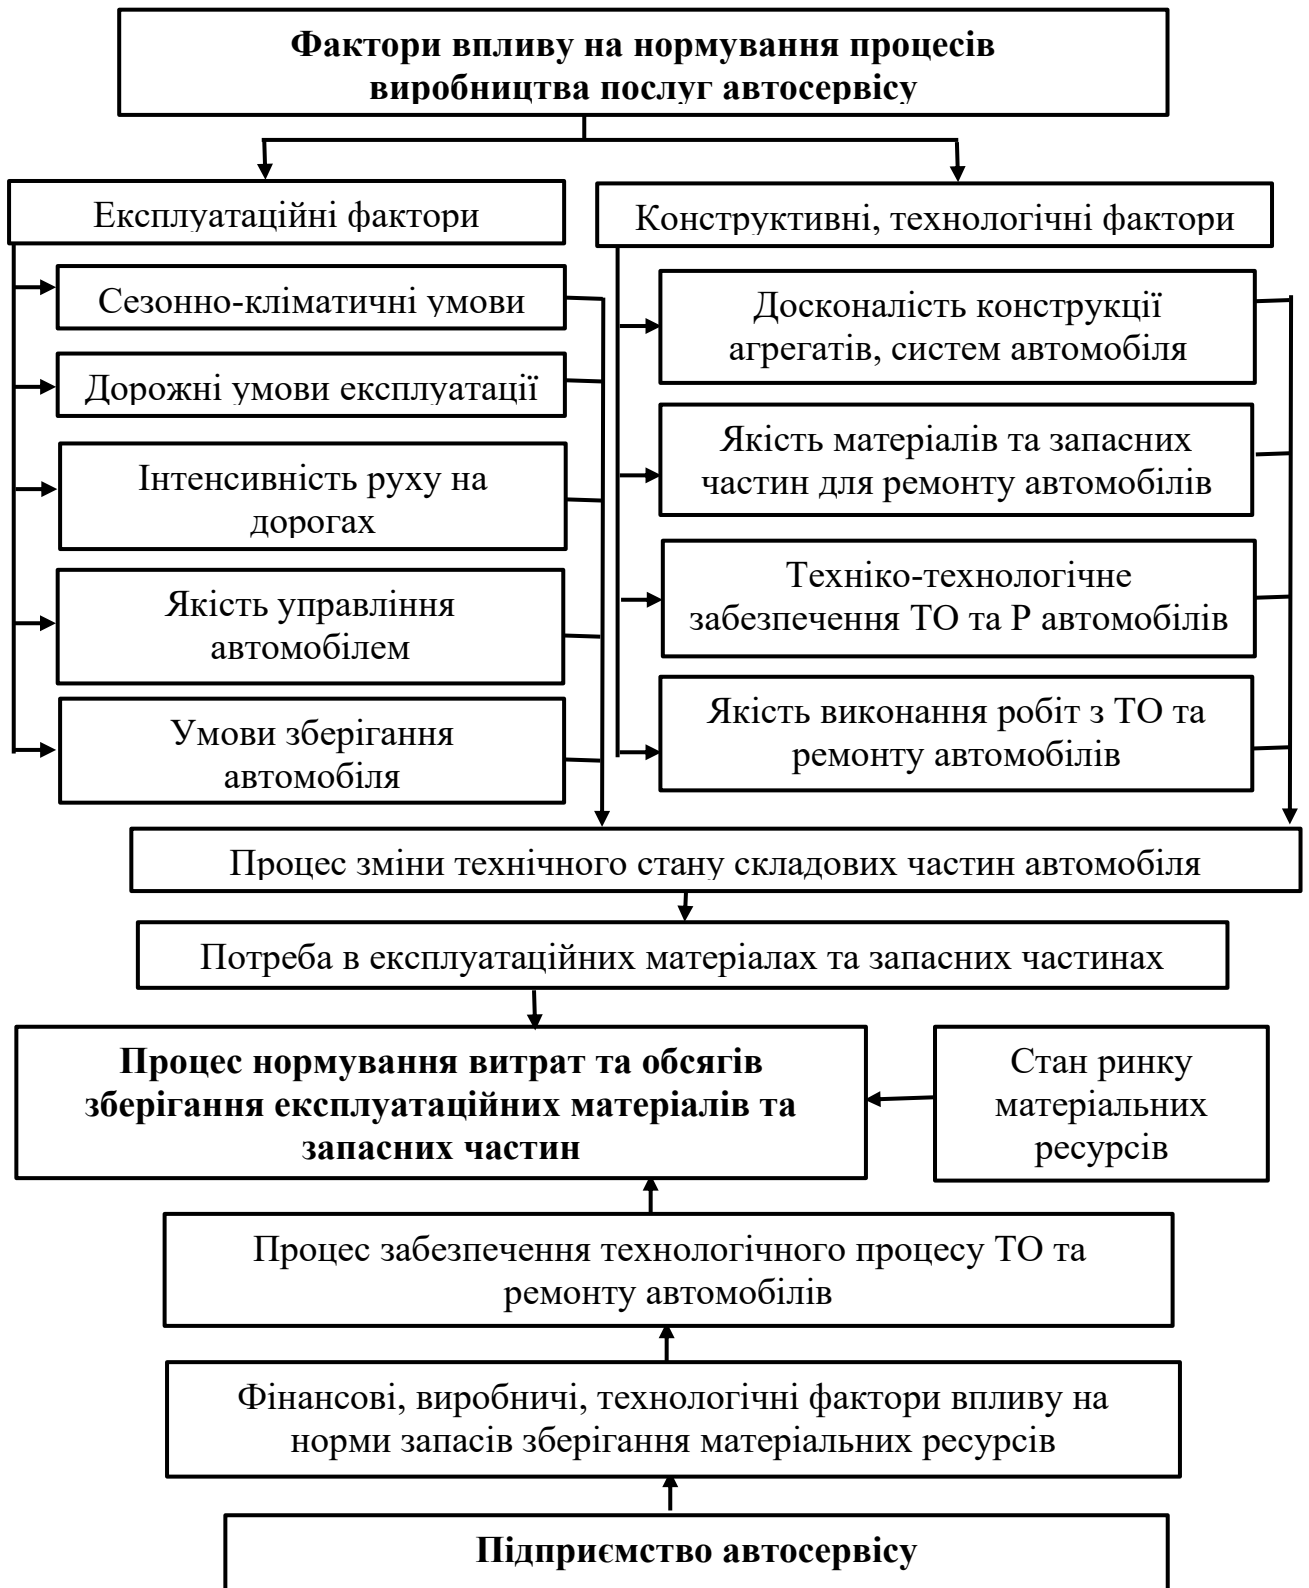 Фактори впливу на нормування процесів
виробництва послуг автосервісу
Експлуатаційні фактори
Конструктивні, технологічні фактори
Сезонно-кліматичні умови
Дорожні умови експлуатації
Інтенсивність руху на
дорогах
Якість управління
автомобілем
Умови зберігання
автомобіля
Досконалість конструкції
агрегатів, систем автомобіля
Якість матеріалів та запасних
частин для ремонту автомобілів
Техніко-технологічне
забезпечення ТО та Р автомобілів
Якість виконання робіт з ТО та
ремонту автомобілів
Процес зміни технічного стану складових частин автомобіля
Потреба в експлуатаційних матеріалах та запасних частинах
Процес нормування витрат та обсягів
зберігання експлуатаційних матеріалів та
запасних частин
Стан ринку
матеріальних
ресурсів
Процес забезпечення технологічного процесу ТО та
ремонту автомобілів
Фінансові, виробничі, технологічні фактори впливу на
норми запасів зберігання матеріальних ресурсів
Підприємство автосервісу